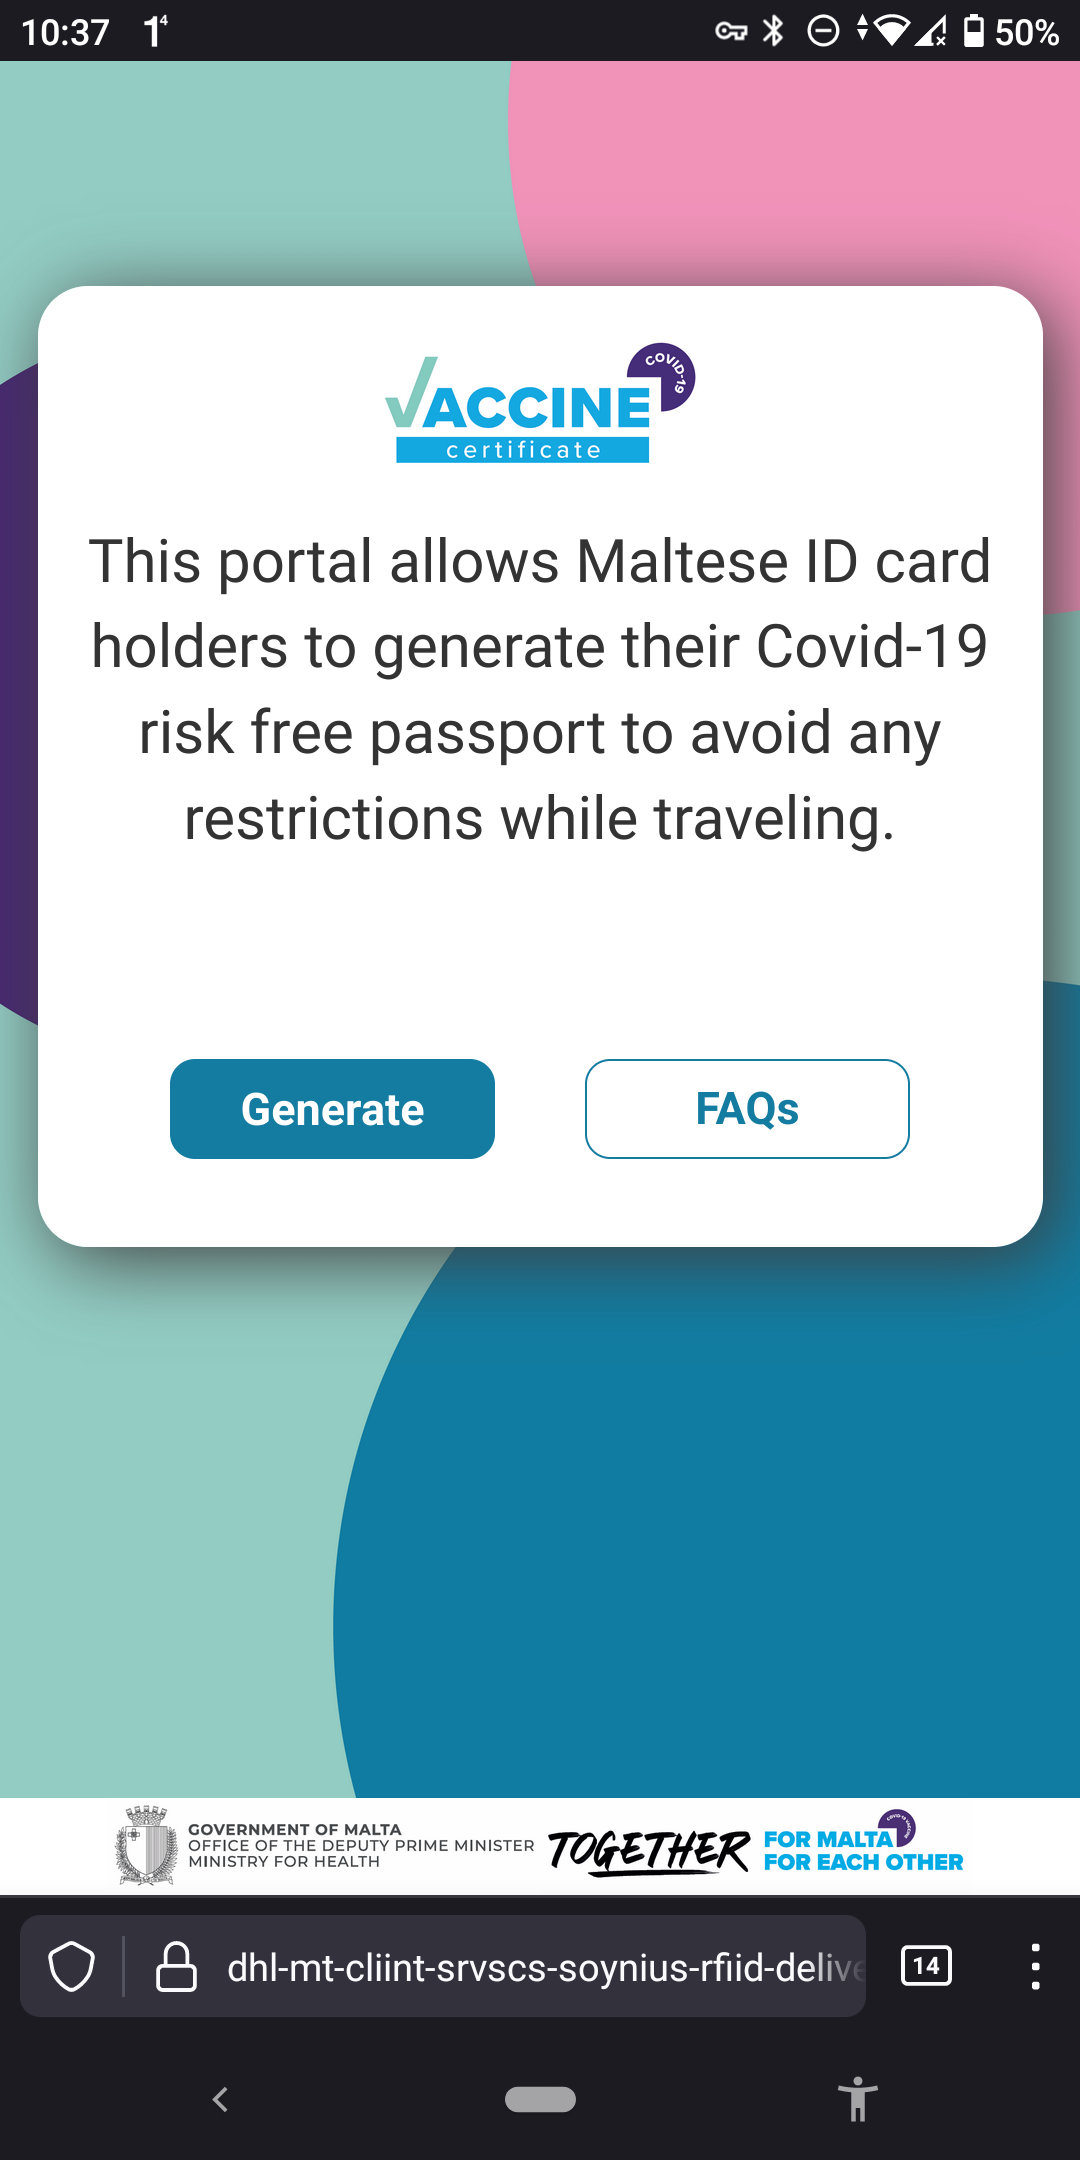 10:37 1 4 50%
COVID-19
VACCINE
certificate
This portal allows Maltese ID card
holders to generate their Covid-19
risk free passport to avoid any
restrictions while traveling.
Generate FAQs
GOVERNMENT OF MALTA
OFFICE OF THE DEPUTY PRIME MINISTER
MINISTRY FOR HEALTH
TOGETHER
FOR MALTA
FOR EACH OTHER
dhl-mt-cliint-srvscs-soynius-rfiid-delive
14